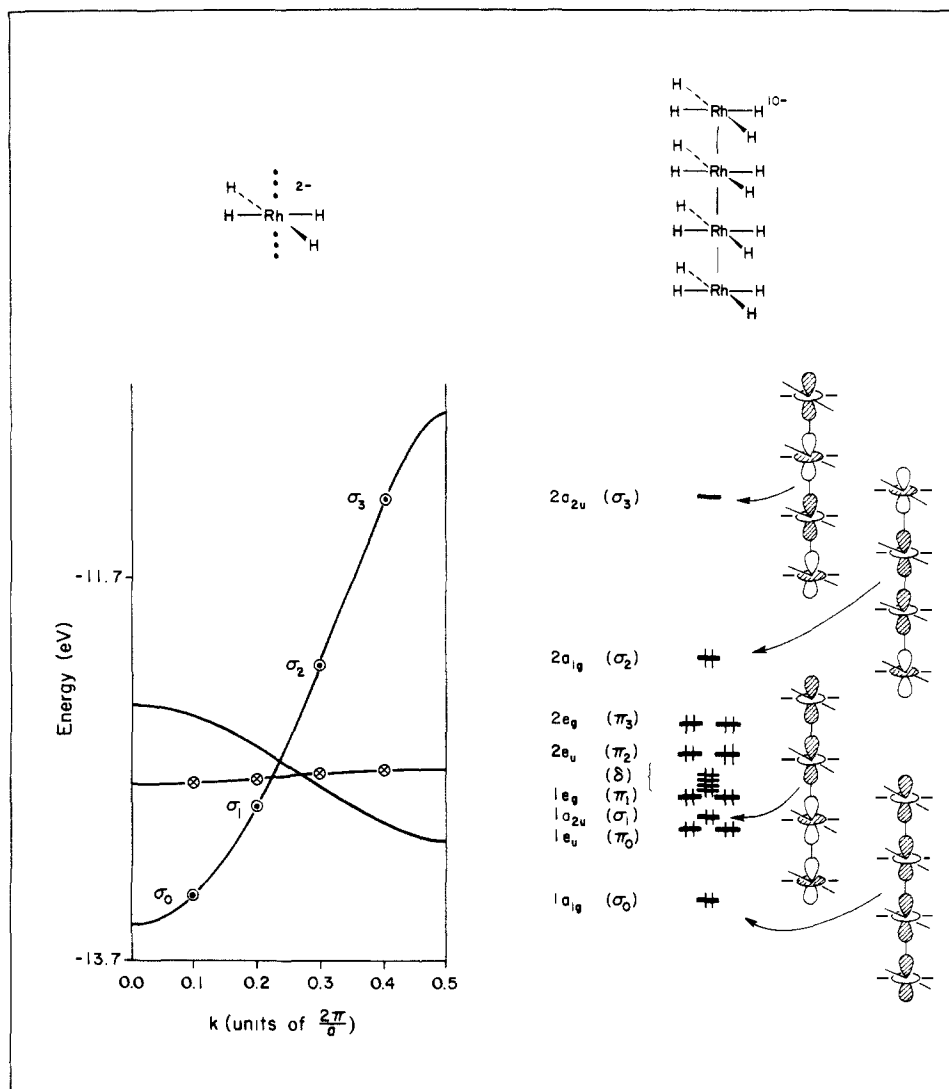 H H
H—Rh—H 2-
H
H 10-
H—Rh—H
H
H
H—Rh—H
H
H
H—Rh—H
H
H
H—Rh—H
H
Energy (eV)
-11.7
-13.7
σ3
σ2
σ1
σ0
0.0 0.1 0.2 0.3 0.4 0.5
k (units of 2π/a)
2a2u (σ3)
2a1g (σ2)
2eg (π3)
2eu (π2)
(δ)
1eg (π1)
1a2u (σ1)
1eu (π0)
1a1g (σ0)